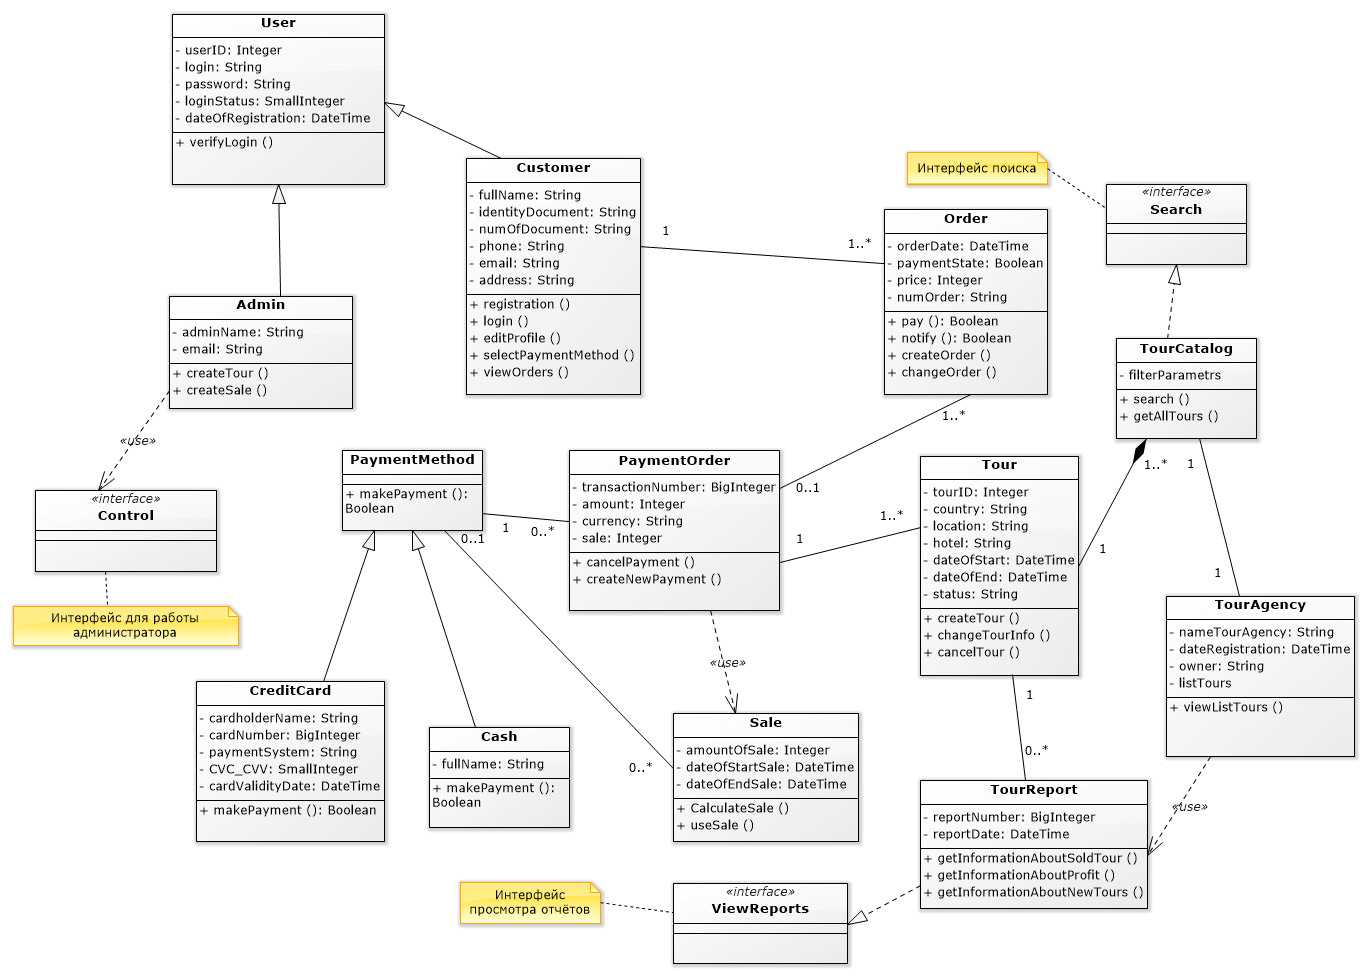 User
- userID: Integer
- login: String
- password: String
- loginStatus: SmallInteger
- dateOfRegistration: DateTime
+ verifyLogin ()
Customer
- fullName: String
- identityDocument: String
- numOfDocument: String
- phone: String
- email: String
- address: String
+ registration ()
+ login ()
+ editProfile ()
+ selectPaymentMethod ()
+ viewOrders ()
1
1..*
Интерфейс поиска
«interface»
Search
Order
- orderDate: DateTime
- paymentState: Boolean
- price: Integer
- numOrder: String
+ pay (): Boolean
+ notify (): Boolean
+ createOrder ()
+ changeOrder ()
1..*
0..1
Admin
- adminName: String
- email: String
+ createTour ()
+ createSale ()
«use»
TourCatalog
- filterParametrs
+ search ()
+ getAllTours ()
1..*
1
1
1
«interface»
Control
Интерфейс для работы
администратора
PaymentMethod
+ makePayment ():
Boolean
0..1
1
0..*
PaymentOrder
- transactionNumber: BigInteger
- amount: Integer
- currency: String
- sale: Integer
+ cancelPayment ()
+ createNewPayment ()
1
1..*
«use»
Tour
- tourID: Integer
- country: String
- location: String
- hotel: String
- dateOfStart: DateTime
- dateOfEnd: DateTime
- status: String
+ createTour ()
+ changeTourInfo ()
+ cancelTour ()
1
0..*
TourAgency
- nameTourAgency: String
- dateRegistration: DateTime
- owner: String
- listTours
+ viewListTours ()
«use»
CreditCard
- cardholderName: String
- cardNumber: BigInteger
- paymentSystem: String
- CVC_CVV: SmallInteger
- cardValidityDate: DateTime
+ makePayment (): Boolean
Cash
- fullName: String
+ makePayment ():
Boolean
0..*
Sale
- amountOfSale: Integer
- dateOfStartSale: DateTime
- dateOfEndSale: DateTime
+ CalculateSale ()
+ useSale ()
TourReport
- reportNumber: BigInteger
- reportDate: DateTime
+ getInformationAboutSoldTour ()
+ getInformationAboutProfit ()
+ getInformationAboutNewTours ()
Интерфейс
просмотра отчётов
«interface»
ViewReports